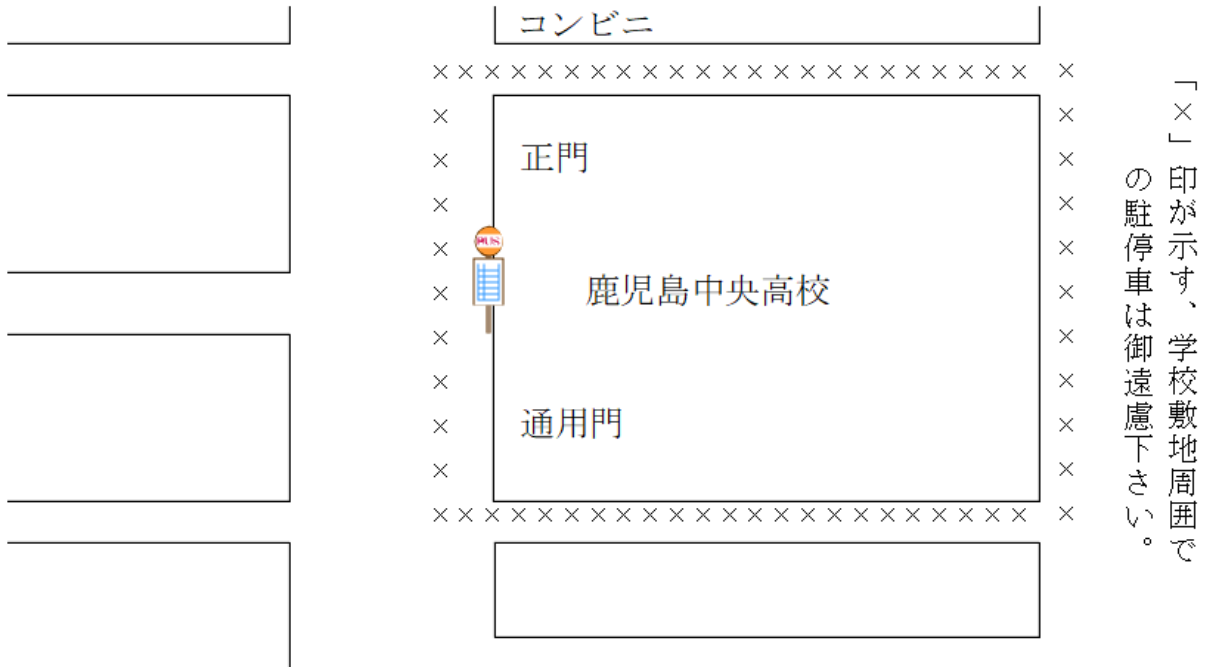 コンビニ
正門
BUS
鹿児島中央高校
通用門
「×」印が示す、学校敷地周囲で
の駐停車は御遠慮下さい。